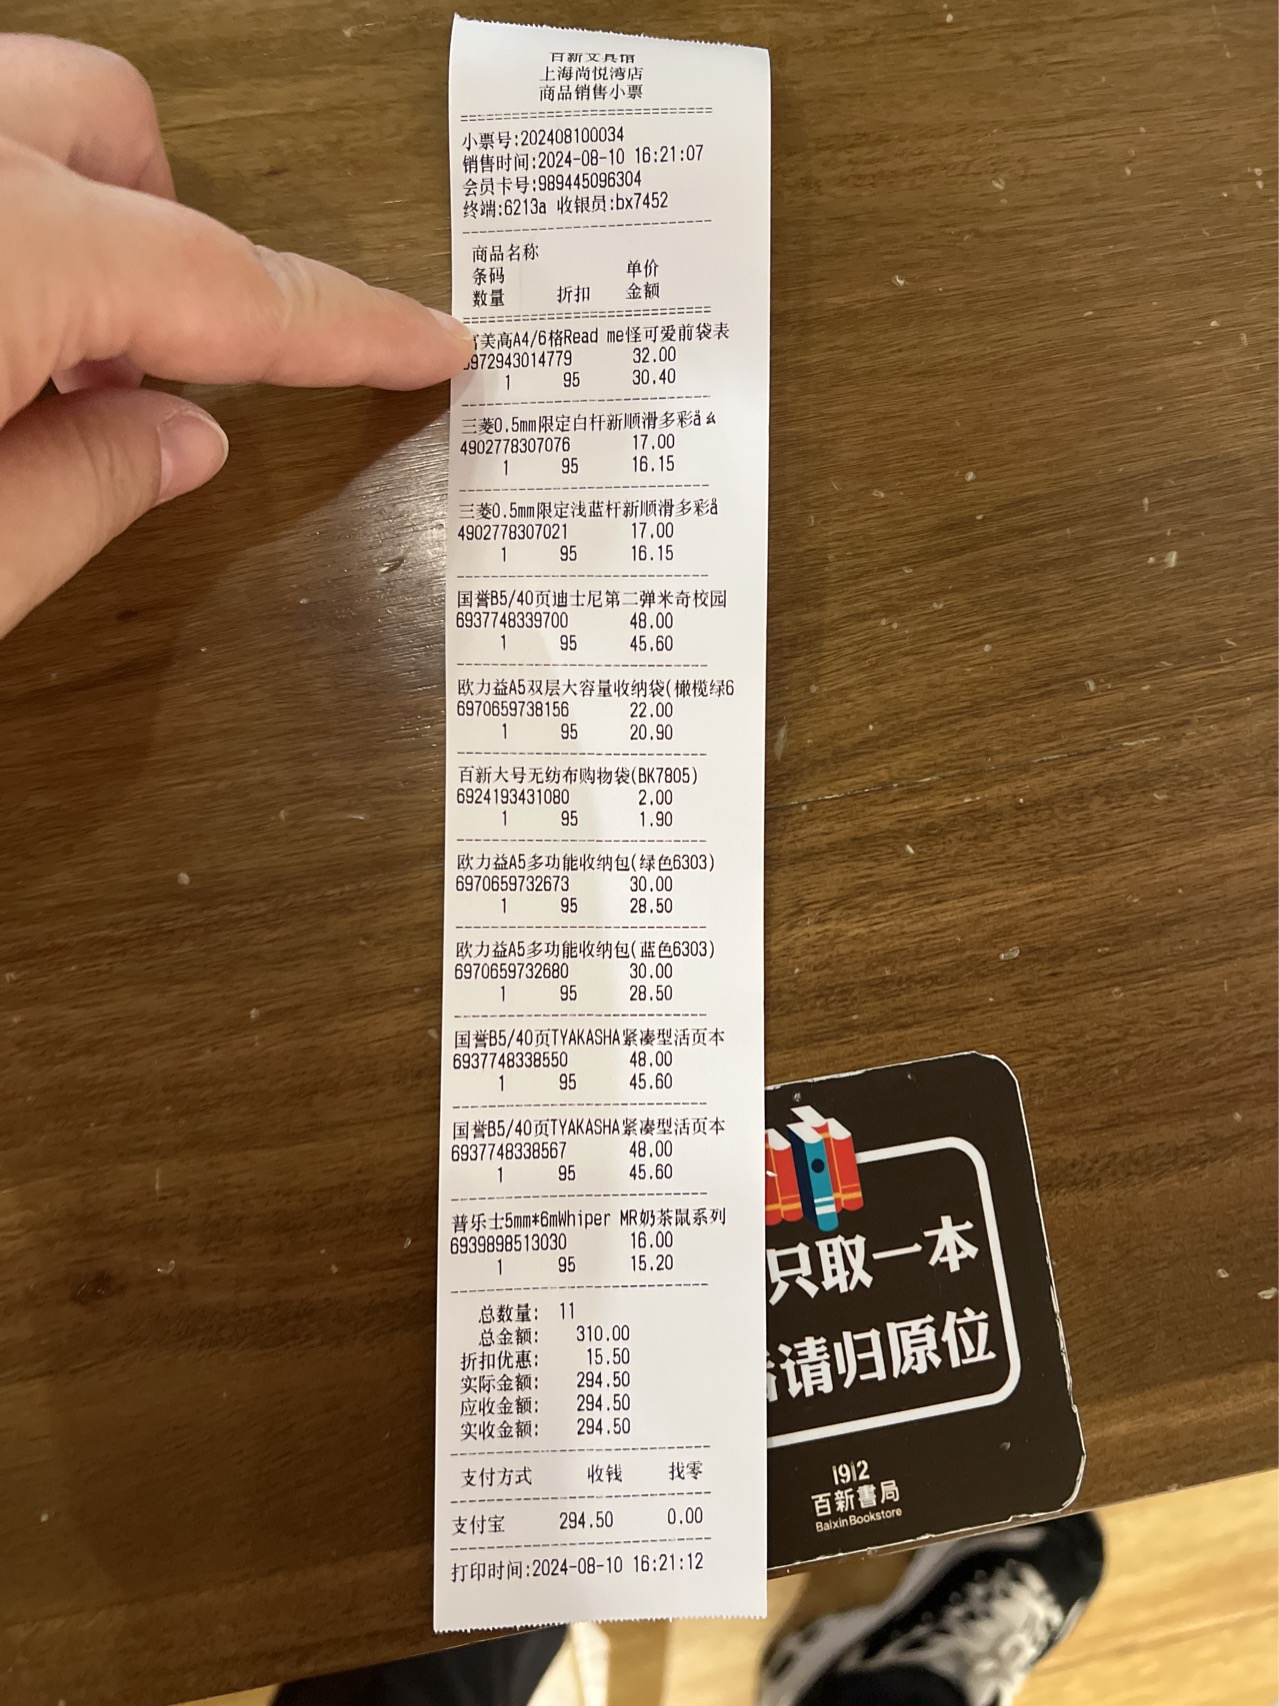 百新文具馆
上海尚悦湾店
商品销售小票
小票号:202408100034
销售时间:2024-08-10 16:21:07
会员卡号:989445096304
终端:6213a 收银员:bx7452
商品名称
条码 单价
数量 折扣 金额
美高A4/6格Read me怪可爱前袋表
972943014779 32.00
1 95 30.40
三菱0.5mm限定白杆新顺滑多彩å
4902778307076 17.00
1 95 16.15
三菱0.5mm限定浅蓝杆新顺滑多彩å
4902778307021 17.00
1 95 16.15
国誉B5/40页迪士尼第二弹米奇校园
6937748339700 48.00
1 95 45.60
欧力益A5双层大容量收纳袋(橄榄绿6
6970659738156 22.00
1 95 20.90
百新大号无纺布购物袋(BK7805)
6924193431080 2.00
1 95 1.90
欧力益A5多功能收纳包(绿色6303)
6970659732673 30.00
1 95 28.50
欧力益A5多功能收纳包(蓝色6303)
6970659732680 30.00
1 95 28.50
国誉B5/40页TYAKASHA紧凑型活页本
6937748338550 48.00
1 95 45.60
国誉B5/40页TYAKASHA紧凑型活页本
6937748338567 48.00
1 95 45.60
普乐士5mm*6mWhiper MR奶茶鼠系列
6939898513030 16.00
1 95 15.20
总数量: 11
总金额: 310.00
折扣优惠: 15.50
实际金额: 294.50
应收金额: 294.50
实收金额: 294.50
支付方式 收钱 找零
支付宝 294.50 0.00
打印时间:2024-08-10 16:21:12
只取一本
请归原位
1912
百新書局
Baixin Bookstore